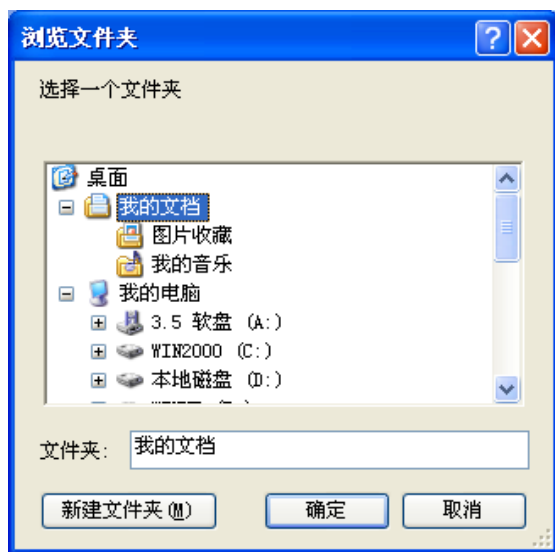 浏览文件夹
选择一个文件夹
桌面
我的文档
图片收藏
我的音乐
我的电脑
3.5 软盘 (A:)
WIN2000 (C:)
本地磁盘 (D:)
文件夹: 我的文档
新建文件夹(M) 确定 取消